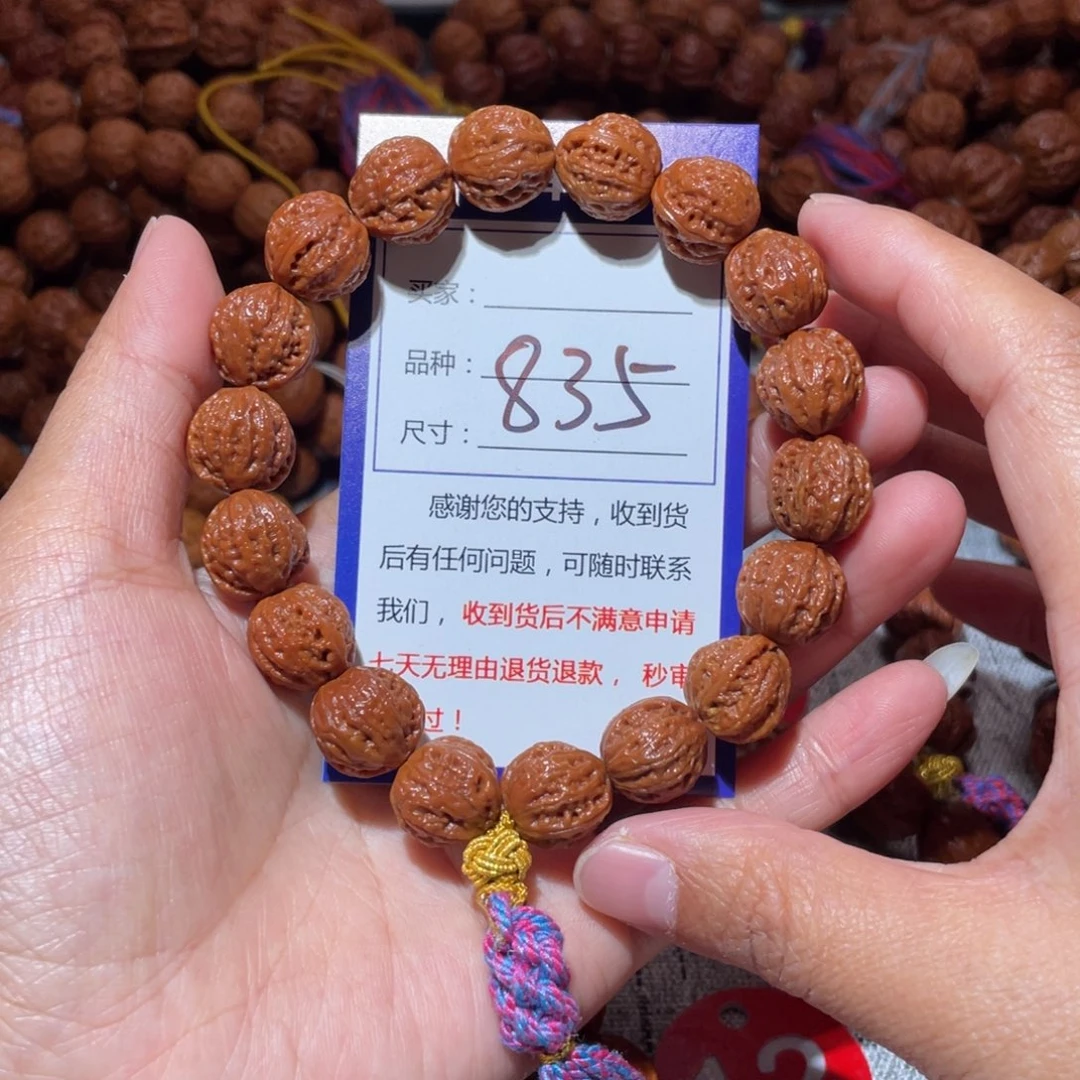 买家：
品种：
835
尺寸：
感谢您的支持，收到货
后有任何问题，可随时联系
我们，收到货后不满意申请
七天无理由退货退款，秒审
过！